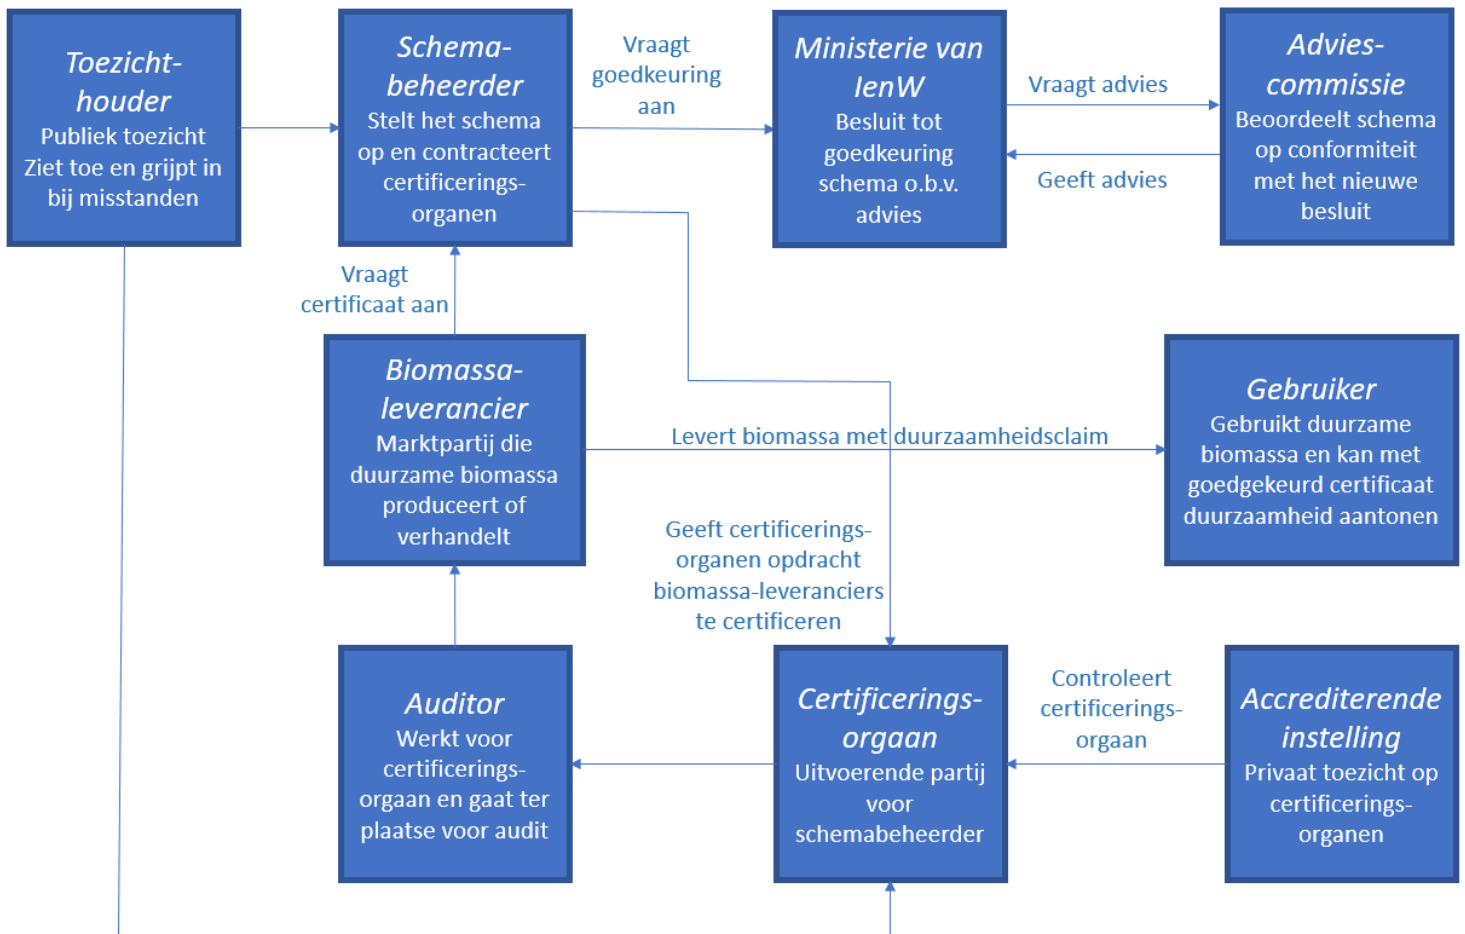 Toezicht-
houder
Publiek toezicht
Ziet toe en grijpt in
bij misstanden
Schema-
beheerder
Stelt het schema
op en contracteert
certificerings-
organen
Vraagt
goedkeuring
aan
Ministerie van
IenW
Besluit tot
goedkeuring
schema o.b.v.
advies
Vraagt advies
Geeft advies
Advies-
commissie
Beoordeelt schema
op conformiteit
met het nieuwe
besluit
Vraagt
certificaat aan
Biomassa-
leverancier
Marktpartij die
duurzame biomassa
produceert of
verhandelt
Levert biomassa met duurzaamheidsclaim
Gebruiker
Gebruikt duurzame
biomassa en kan met
goedgekeurd certificaat
duurzaamheid aantonen
Geeft certificerings-
organen opdracht
biomassa-leveranciers
te certificeren
Auditor
Werkt voor
certificerings-
orgaan en gaat ter
plaatse voor audit
Certificerings-
orgaan
Uitvoerende partij
voor
schemabeheerder
Controleert
certificerings-
orgaan
Accrediterende
instelling
Privaat toezicht op
certificerings-
organen